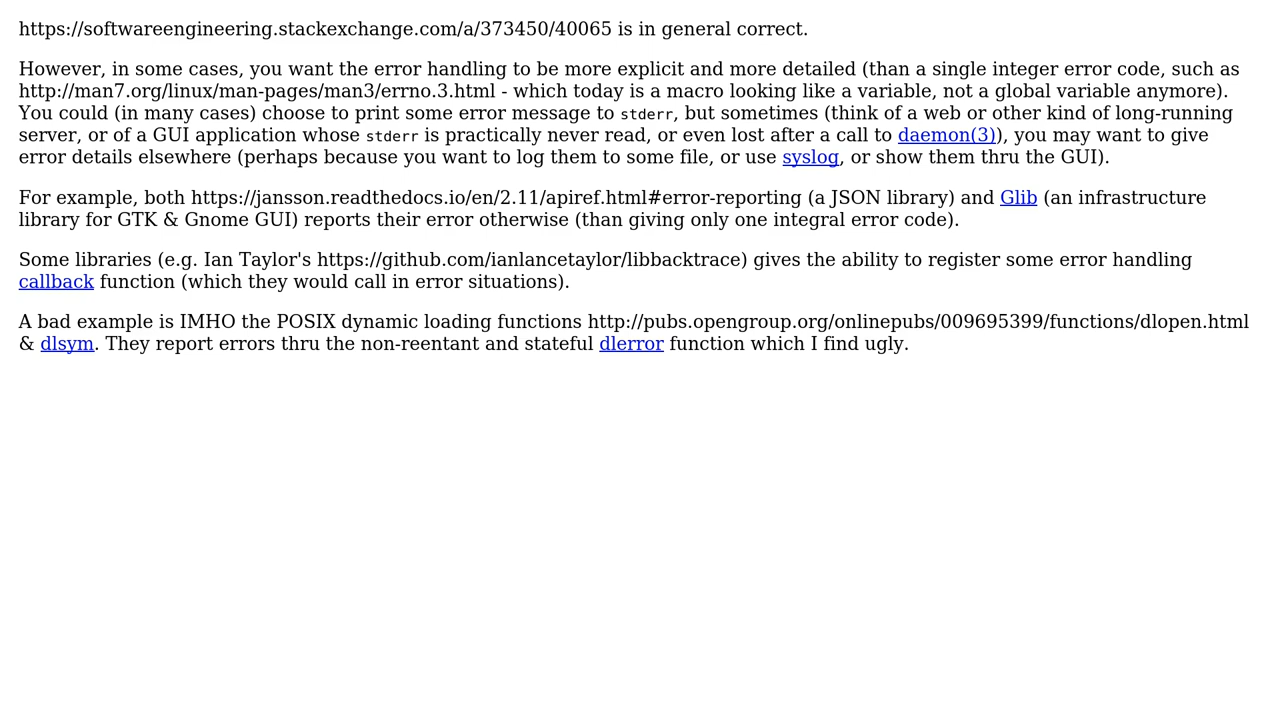 https://softwareengineering.stackexchange.com/a/373450/40065 is in general correct.
However, in some cases, you want the error handling to be more explicit and more detailed (than a single integer error code, such as
http://man7.org/linux/man-pages/man3/errno.3.html - which today is a macro looking like a variable, not a global variable anymore).
You could (in many cases) choose to print some error message to stderr, but sometimes (think of a web or other kind of long-running
server, or of a GUI application whose stderr is practically never read, or even lost after a call to daemon(3)), you may want to give
error details elsewhere (perhaps because you want to log them to some file, or use syslog, or show them thru the GUI).
For example, both https://jansson.readthedocs.io/en/2.11/apiref.html#error-reporting (a JSON library) and Glib (an infrastructure
library for GTK & Gnome GUI) reports their error otherwise (than giving only one integral error code).
Some libraries (e.g. Ian Taylor's https://github.com/ianlancetaylor/libbacktrace) gives the ability to register some error handling
callback function (which they would call in error situations).
A bad example is IMHO the POSIX dynamic loading functions http://pubs.opengroup.org/onlinepubs/009695399/functions/dlopen.html
& dlsym. They report errors thru the non-reentant and stateful dlerror function which I find ugly.